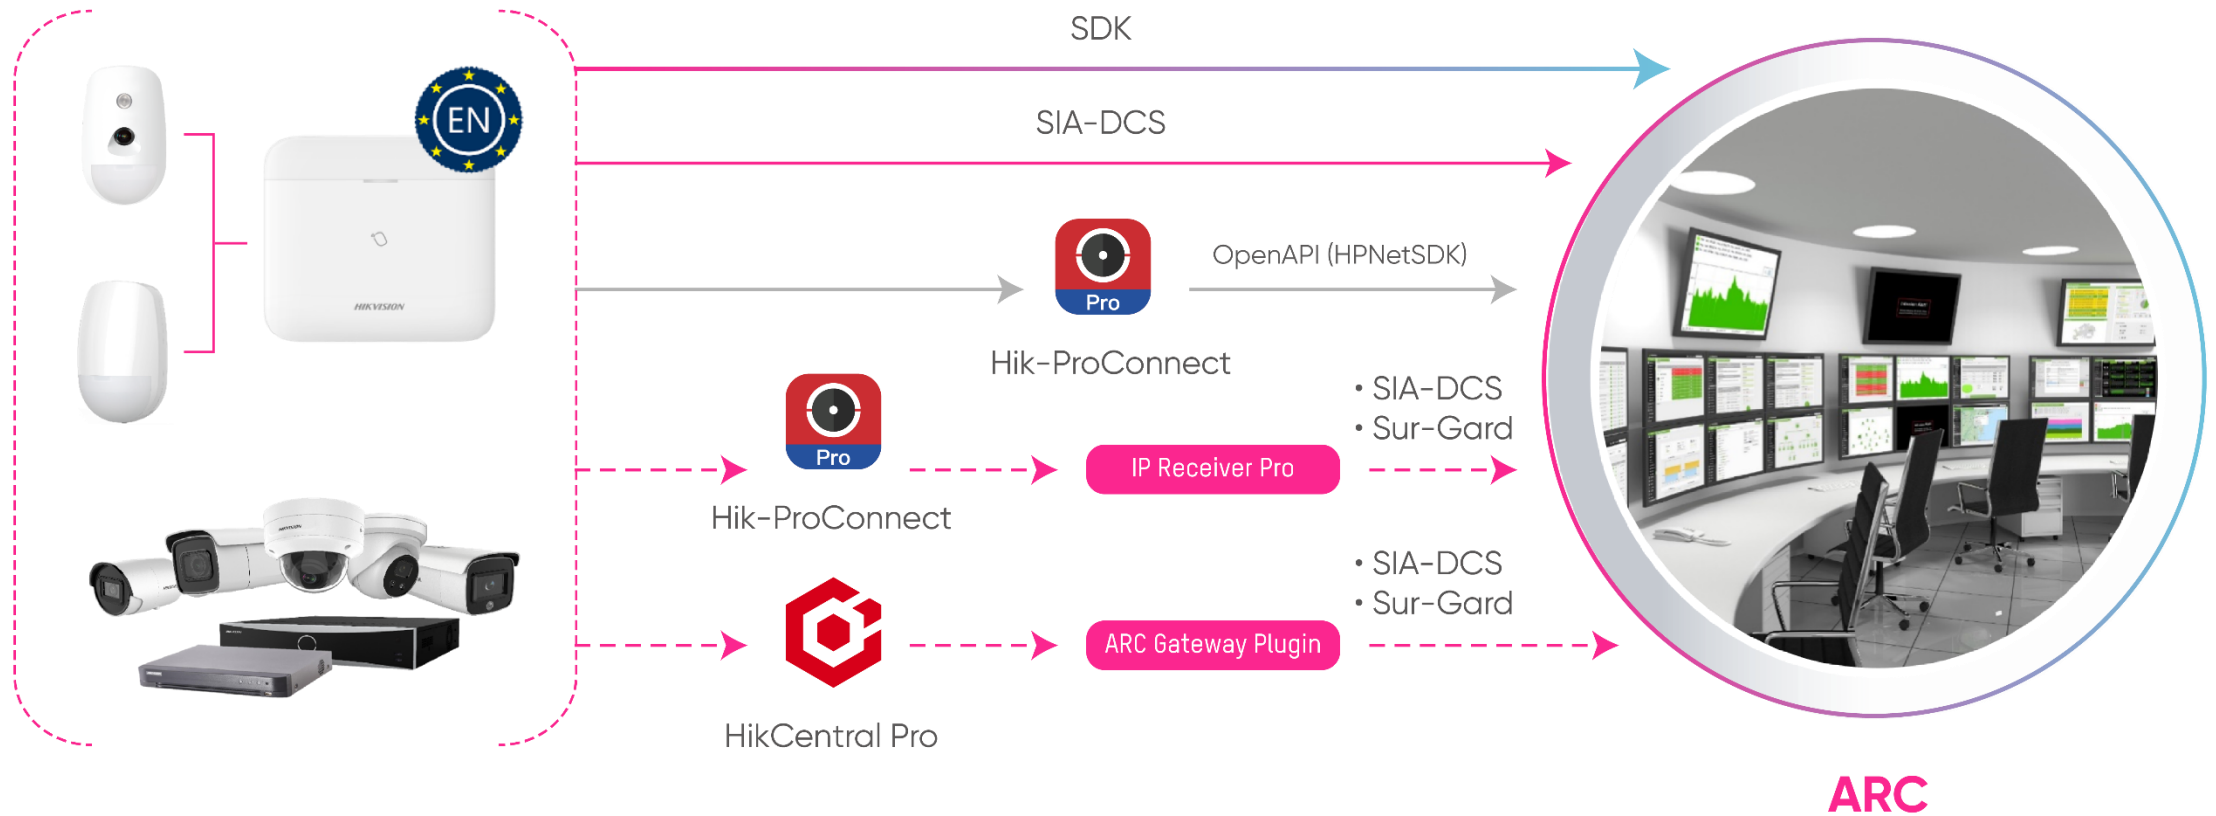 SDK
SIA-DCS
EN
HIKVISION
OpenAPI (HPNetSDK)
Pro
Hik-ProConnect
• SIA-DCS
• Sur-Gard
Pro
IP Receiver Pro
Hik-ProConnect
• SIA-DCS
• Sur-Gard
ARC Gateway Plugin
HikCentral Pro
ARC